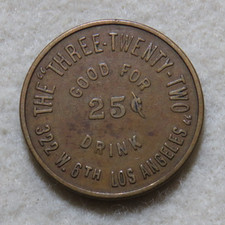 THE "THREE-TWENTY-TWO"
GOOD FOR
25¢
DRINK
322 W. 6TH LOS ANGELES